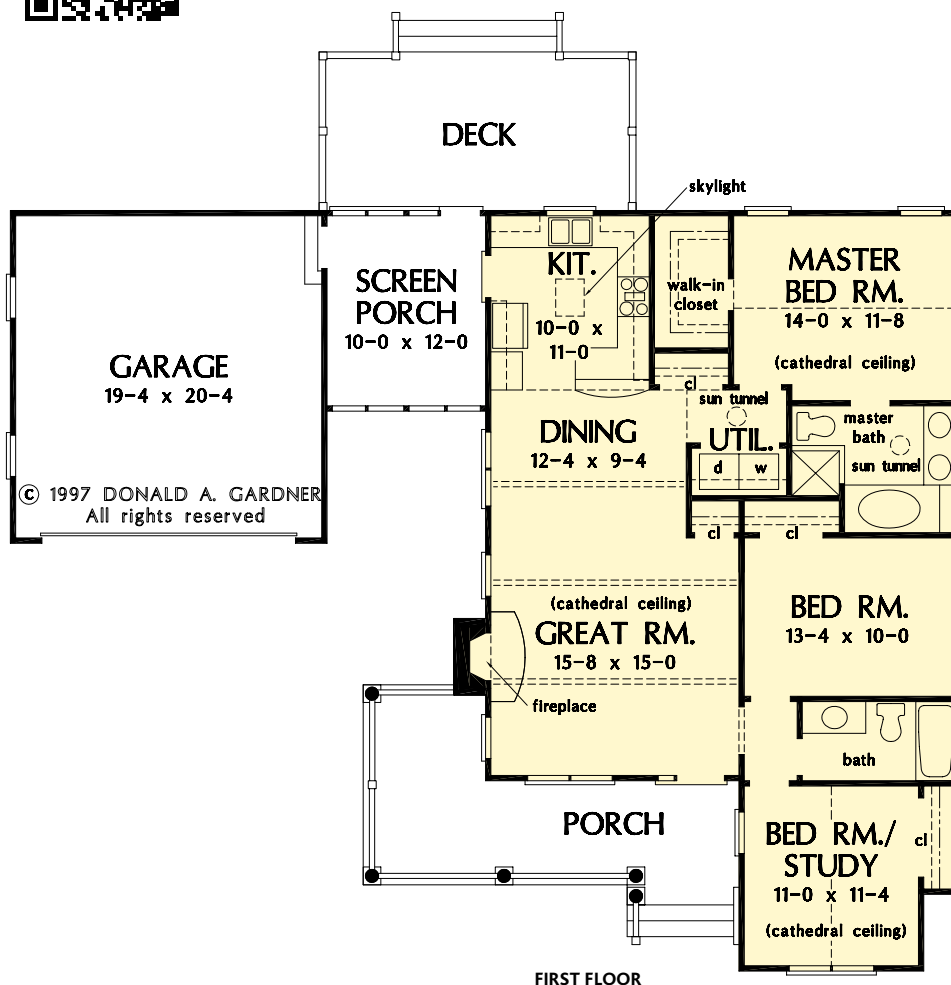 DECK
skylight
KIT.
10-0 x
11-0
walk-in
closet
MASTER
BED RM.
14-0 x 11-8
(cathedral ceiling)
SCREEN
PORCH
10-0 x 12-0
GARAGE
19-4 x 20-4
cl
sun tunnel
UTIL.
d w
master
bath
sun tunnel
DINING
12-4 x 9-4
© 1997 DONALD A. GARDNER
All rights reserved
cl
cl
(cathedral ceiling)
GREAT RM.
15-8 x 15-0
fireplace
BED RM.
13-4 x 10-0
bath
PORCH
BED RM./
STUDY
11-0 x 11-4
(cathedral ceiling)
cl
FIRST FLOOR